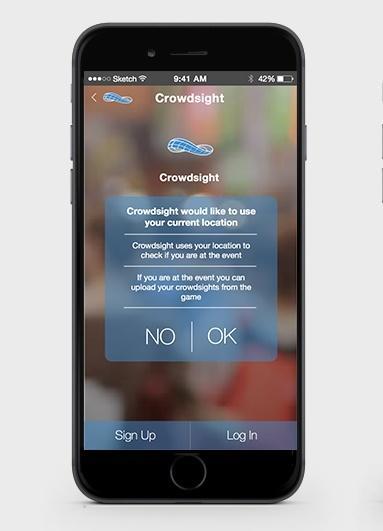 Sketch 9:41 AM 42%
Crowdsight
Crowdsight
Crowdsight would like to use
your current location
Crowdsight uses your location to
check if you are at the event
If you are at the event you can
upload your crowdsights from the
game
NO OK
Sign Up Log In